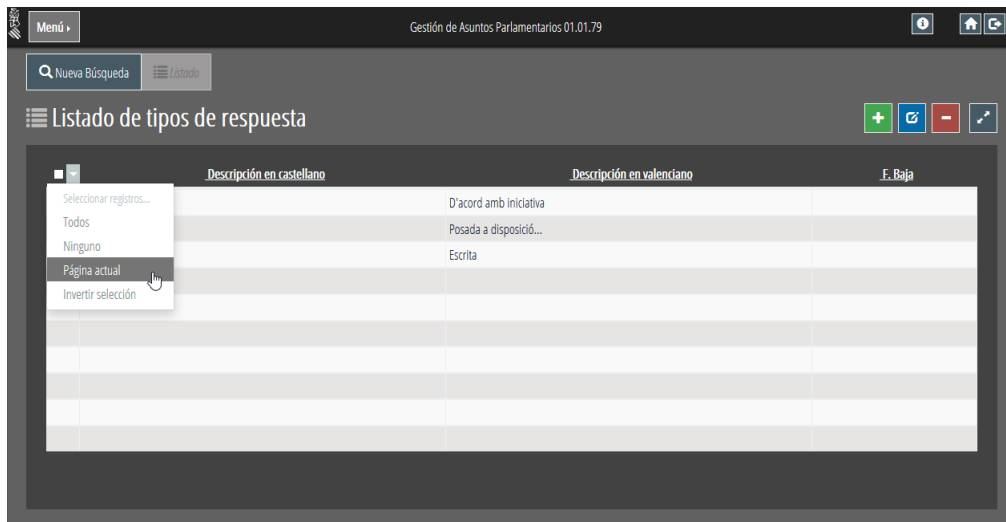 Menú
Gestión de Asuntos Parlamentarios 01.01.79
Nueva Búsqueda
Listado
Listado de tipos de respuesta
Descripción en castellano
Descripción en valenciano
F. Baja
Seleccionar registros...
Todos
Ninguno
Página actual
Invertir selección
D'acord amb iniciativa
Posada a disposició...
Escrita